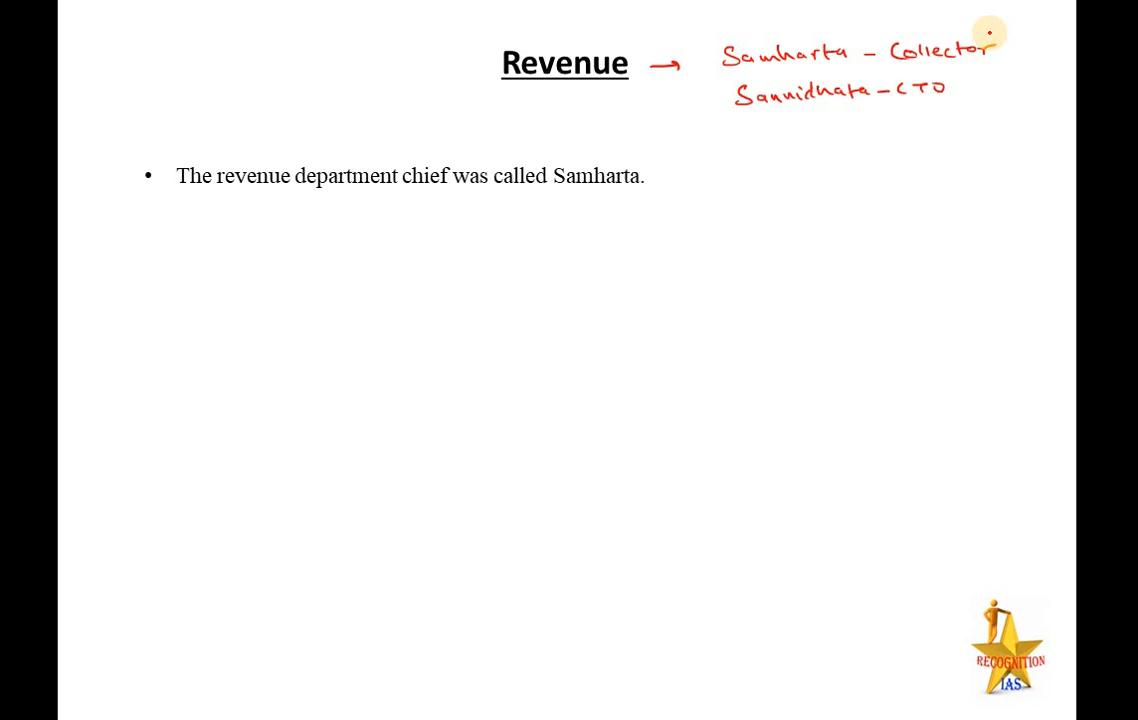 Revenue → Samharta - Collector
Sannidhata - CTO
• The revenue department chief was called Samharta.
RECOGNITION
IAS